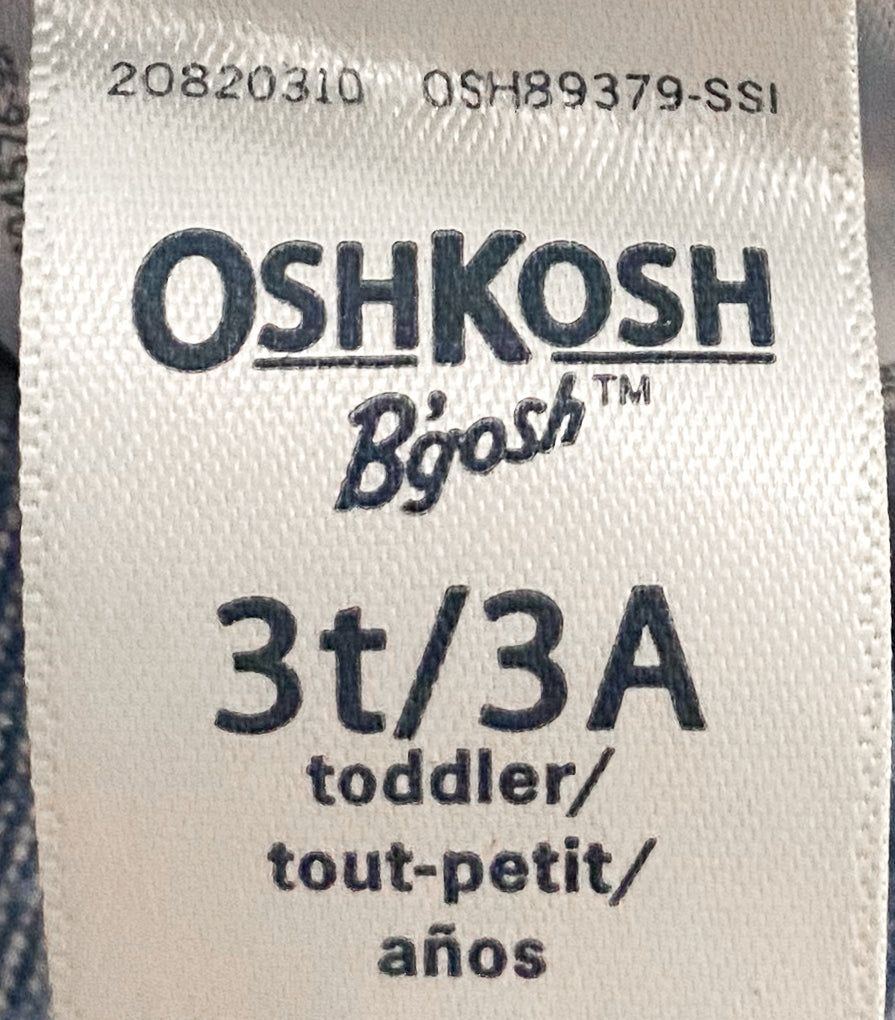 20820310 OSH89379-SSI
OSHKOSH
B'gosh™
3t/3A
toddler/
tout-petit/
años